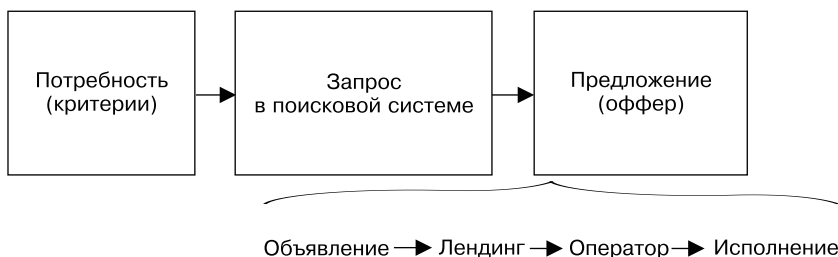 Потребность
(критерии)
Запрос
в поисковой системе
Предложение
(оффер)
Объявление Лендинг Оператор Исполнение